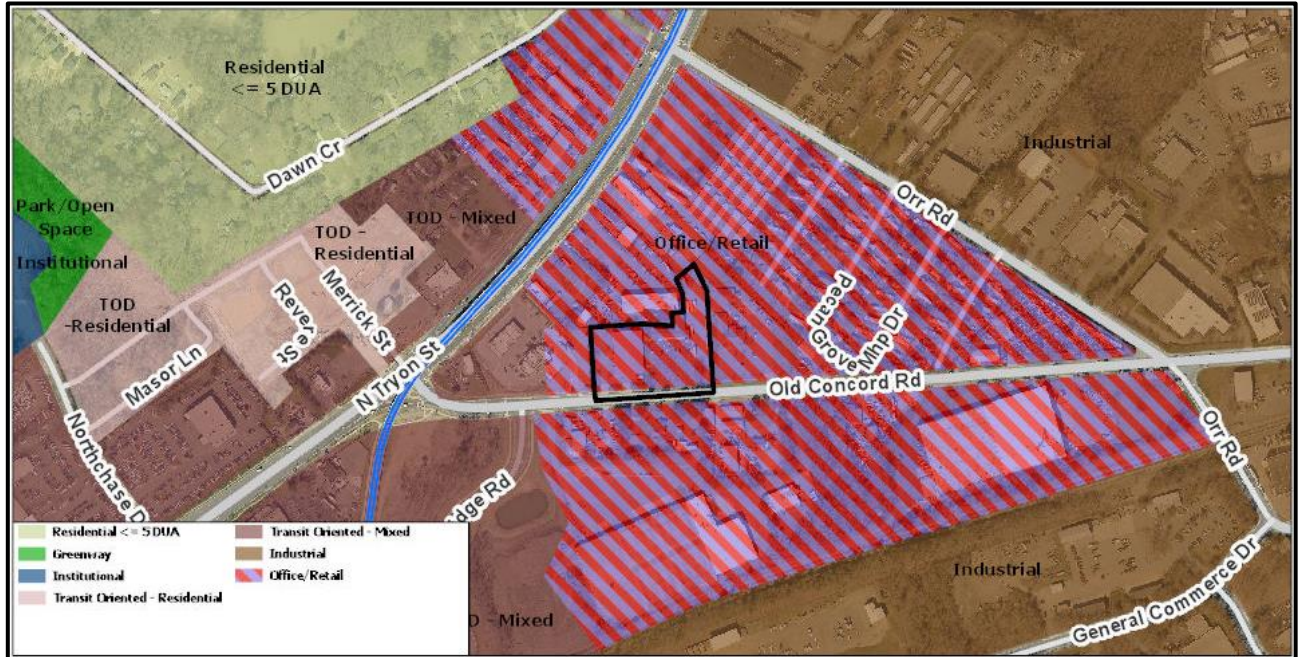 Residential
<= 5 DUA
Dawn Cr
Industrial
Orr Rd
Park/Open
Space
TOD - Mixed
TOD -
Residential
Office/Retail
Institutional
TOD
-Residential
Merrick St
Revere St
Pecan Grove Mhp Dr
Masor Ln
N Tryon St
Old Concord Rd
Northchase D
Edge Rd
Orr Rd
Industrial
General Commerce Dr
D - Mixed
Residential <= 5 DUA
Greenway
Institutional
Transit Oriented - Residential
Transit Oriented - Mixed
Industrial
Office/Retail